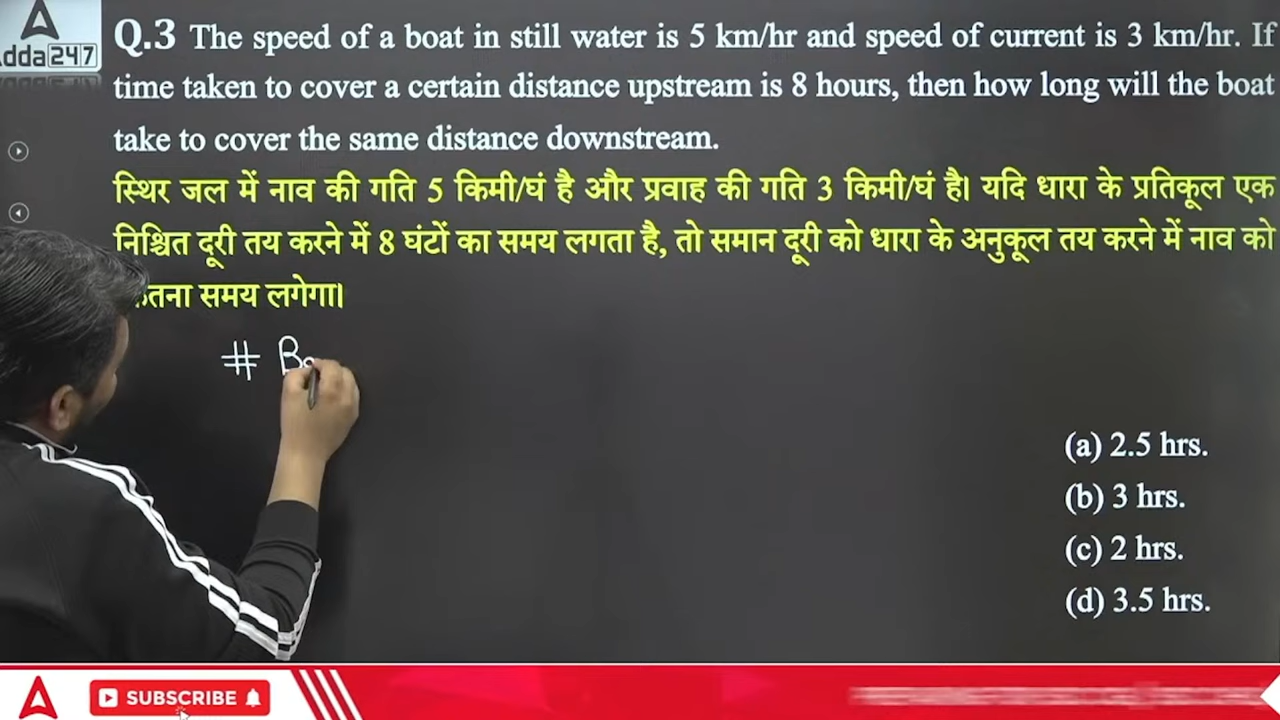 adda247
Q.3 The speed of a boat in still water is 5 km/hr and speed of current is 3 km/hr. If
time taken to cover a certain distance upstream is 8 hours, then how long will the boat
take to cover the same distance downstream.
स्थिर जल में नाव की गति 5 किमी/घं है और प्रवाह की गति 3 किमी/घं है। यदि धारा के प्रतिकूल एक
निश्चित दूरी तय करने में 8 घंटों का समय लगता है, तो समान दूरी को धारा के अनुकूल तय करने में नाव को
समय लगेगा।
# B
(a) 2.5 hrs.
(b) 3 hrs.
(c) 2 hrs.
(d) 3.5 hrs.
SUBSCRIBE